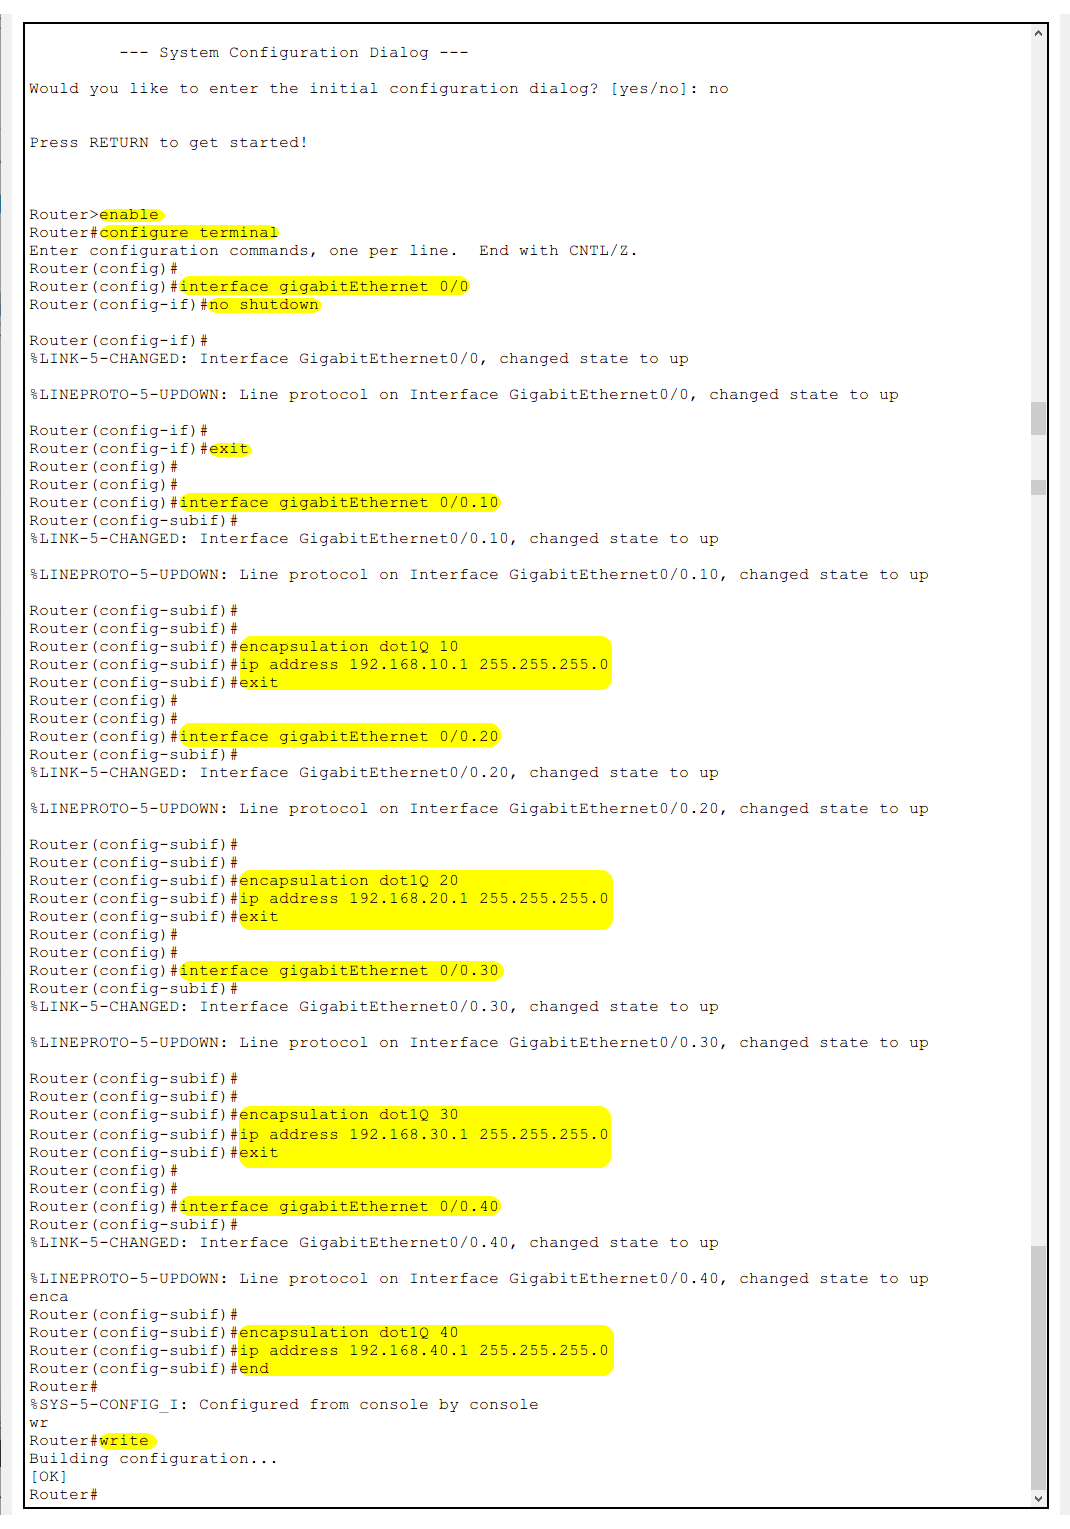 --- System Configuration Dialog ---
Would you like to enter the initial configuration dialog? [yes/no]: no
Press RETURN to get started!
Router>enable
Router#configure terminal
Enter configuration commands, one per line.  End with CNTL/Z.
Router(config)#
Router(config)#interface gigabitEthernet 0/0
Router(config-if)#no shutdown
Router(config-if)#
%LINK-5-CHANGED: Interface GigabitEthernet0/0, changed state to up
%LINEPROTO-5-UPDOWN: Line protocol on Interface GigabitEthernet0/0, changed state to up
Router(config-if)#
Router(config-if)#exit
Router(config)#
Router(config)#
Router(config)#interface gigabitEthernet 0/0.10
Router(config-subif)#
%LINK-5-CHANGED: Interface GigabitEthernet0/0.10, changed state to up
%LINEPROTO-5-UPDOWN: Line protocol on Interface GigabitEthernet0/0.10, changed state to up
Router(config-subif)#
Router(config-subif)#
Router(config-subif)#encapsulation dot1Q 10
Router(config-subif)#ip address 192.168.10.1 255.255.255.0
Router(config-subif)#exit
Router(config)#
Router(config)#
Router(config)#interface gigabitEthernet 0/0.20
Router(config-subif)#
%LINK-5-CHANGED: Interface GigabitEthernet0/0.20, changed state to up
%LINEPROTO-5-UPDOWN: Line protocol on Interface GigabitEthernet0/0.20, changed state to up
Router(config-subif)#
Router(config-subif)#
Router(config-subif)#encapsulation dot1Q 20
Router(config-subif)#ip address 192.168.20.1 255.255.255.0
Router(config-subif)#exit
Router(config)#
Router(config)#
Router(config)#interface gigabitEthernet 0/0.30
Router(config-subif)#
%LINK-5-CHANGED: Interface GigabitEthernet0/0.30, changed state to up
%LINEPROTO-5-UPDOWN: Line protocol on Interface GigabitEthernet0/0.30, changed state to up
Router(config-subif)#
Router(config-subif)#
Router(config-subif)#encapsulation dot1Q 30
Router(config-subif)#ip address 192.168.30.1 255.255.255.0
Router(config-subif)#exit
Router(config)#
Router(config)#
Router(config)#interface gigabitEthernet 0/0.40
Router(config-subif)#
%LINK-5-CHANGED: Interface GigabitEthernet0/0.40, changed state to up
%LINEPROTO-5-UPDOWN: Line protocol on Interface GigabitEthernet0/0.40, changed state to up
enca
Router(config-subif)#
Router(config-subif)#encapsulation dot1Q 40
Router(config-subif)#ip address 192.168.40.1 255.255.255.0
Router(config-subif)#end
Router#
%SYS-5-CONFIG_I: Configured from console by console
wr
Router#write
Building configuration...
[OK]
Router#